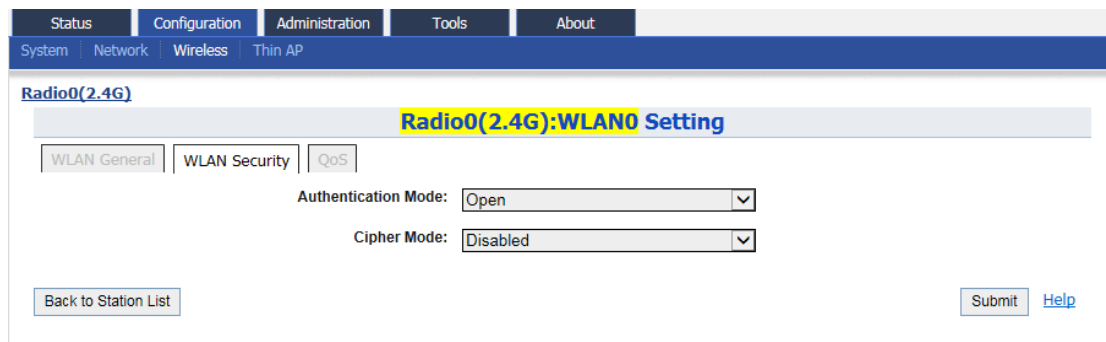 Status Configuration Administration Tools About
System Network Wireless Thin AP
Radio0(2.4G)
Radio0(2.4G):WLAN0 Setting
WLAN General WLAN Security QoS
Authentication Mode: Open
Cipher Mode: Disabled
Back to Station List Submit Help